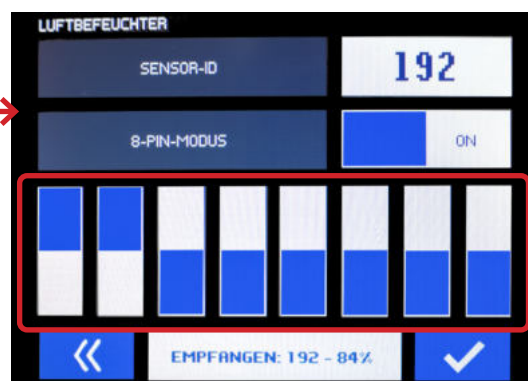 LUFTBEFEUCHTER
SENSOR-ID
192
8-PIN-MODUS
ON
EMPFANGEN: 192 - 84%